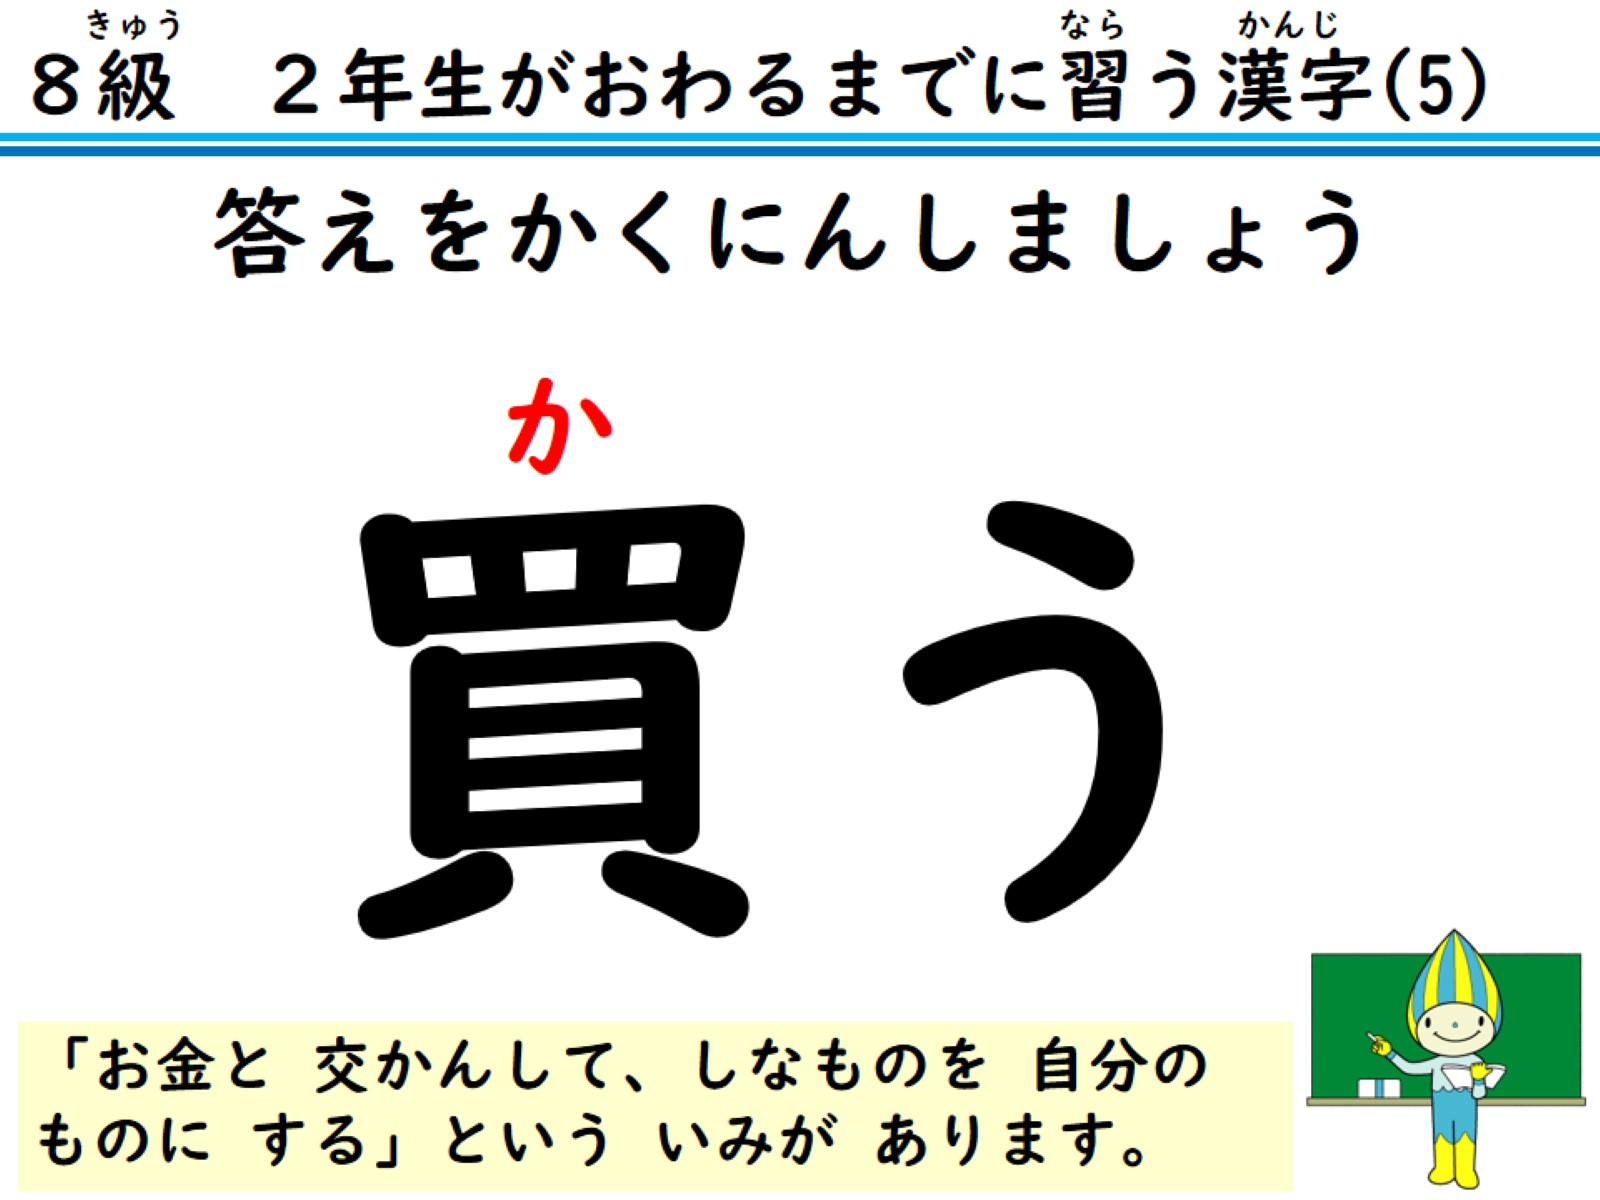 きゅう なら かんじ
8級 2年生がおわるまでに習う漢字(5)
答えをかくにんしましょう
か
買う
「お金と 交かんして、しなものを 自分の
ものに する」という いみが あります。